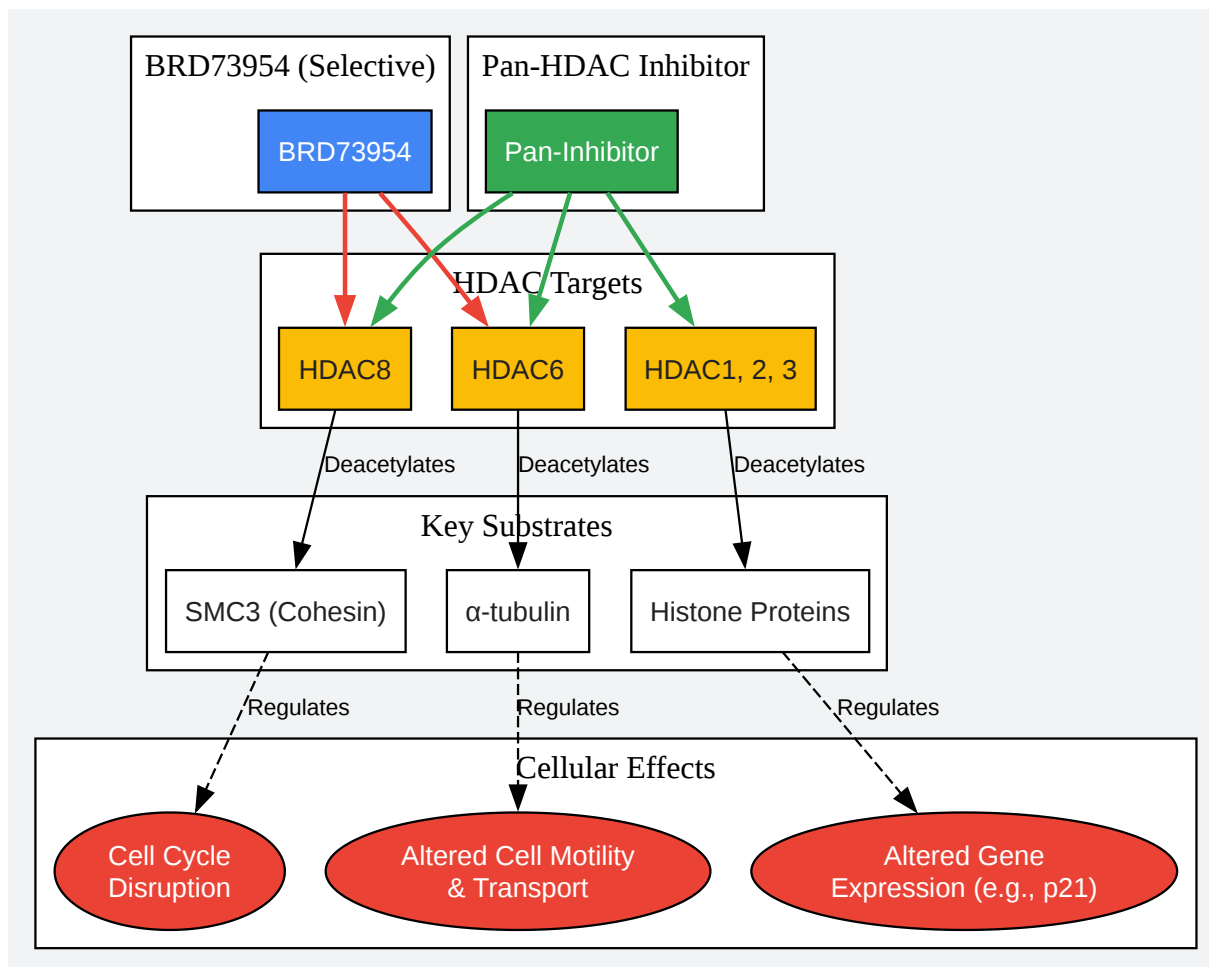 BRD73954 (Selective)
Pan-HDAC Inhibitor
BRD73954
Pan-Inhibitor
HDAC Targets
HDAC8
HDAC6
HDAC1, 2, 3
Deacetylates
Deacetylates
Deacetylates
Key Substrates
SMC3 (Cohesin)
α-tubulin
Histone Proteins
Regulates
Regulates
Regulates
Cellular Effects
Cell Cycle
Disruption
Altered Cell Motility
& Transport
Altered Gene
Expression (e.g., p21)